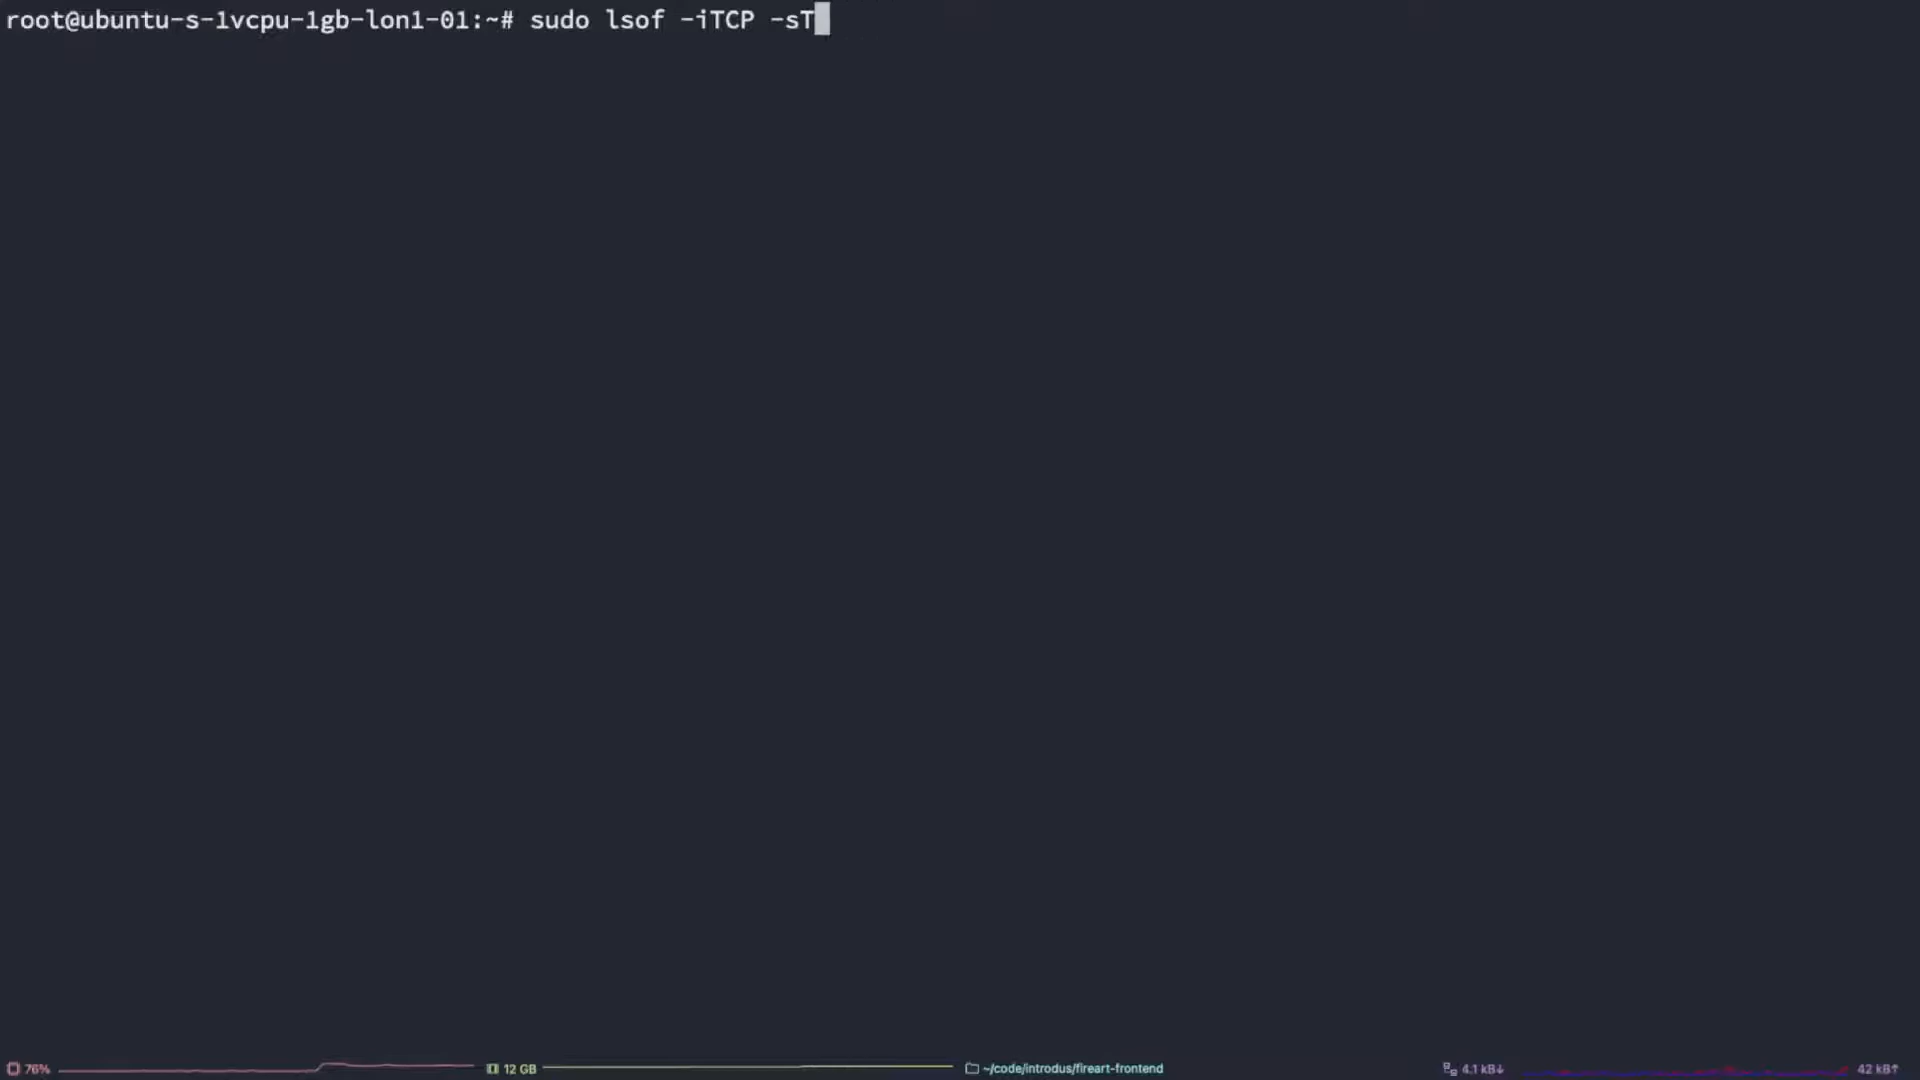 root@ubuntu-s-1vcpu-1gb-lon1-01:~# sudo lsof -iTCP -sT
76% 12 GB ~/code/introdus/fireart-frontend 4.1 kB↓ 42 kB↑